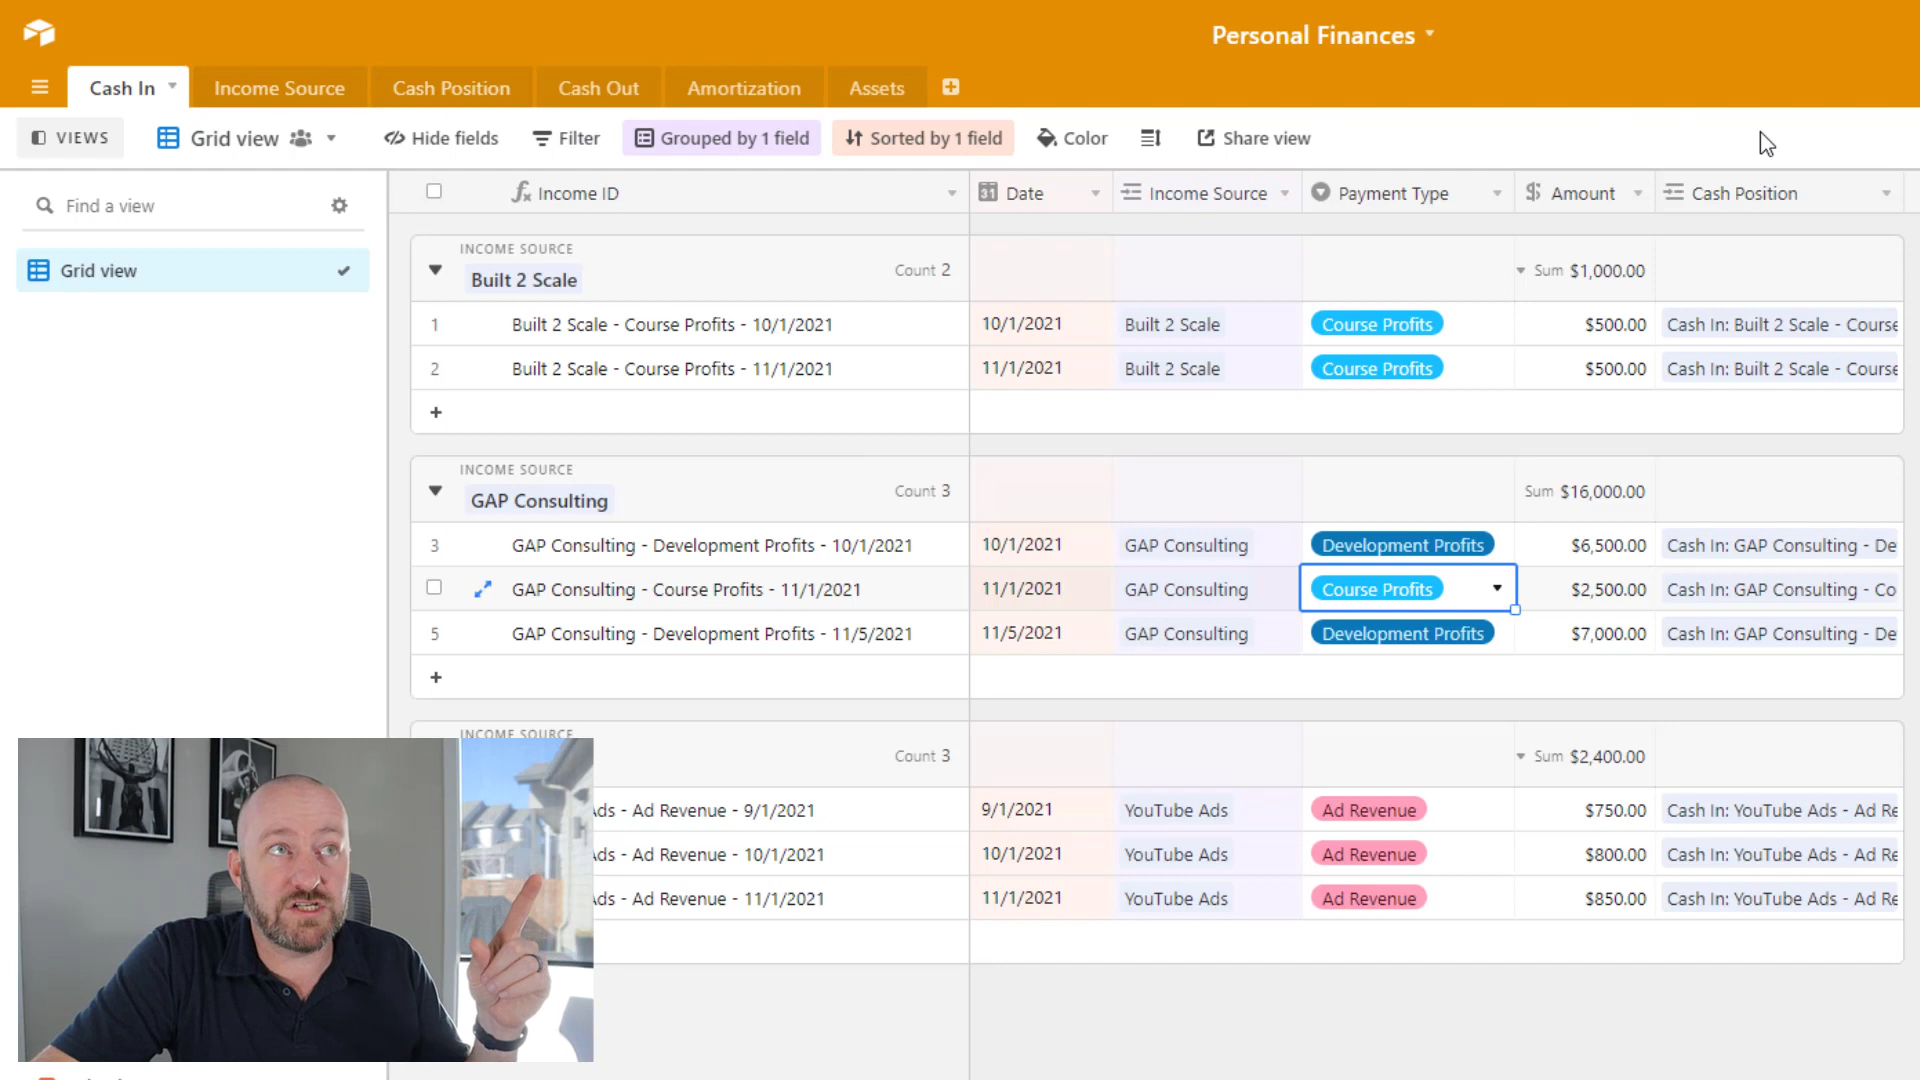 Personal Finances
Cash In Income Source Cash Position Cash Out Amortization Assets
VIEWS Grid view Hide fields Filter Grouped by 1 field Sorted by 1 field Color Share view
Find a view
Grid view
Income ID Date Income Source Payment Type Amount Cash Position
INCOME SOURCE
Built 2 Scale Count 2 Sum $1,000.00
1 Built 2 Scale - Course Profits - 10/1/2021 10/1/2021 Built 2 Scale Course Profits $500.00 Cash In: Built 2 Scale - Course
2 Built 2 Scale - Course Profits - 11/1/2021 11/1/2021 Built 2 Scale Course Profits $500.00 Cash In: Built 2 Scale - Course
+
INCOME SOURCE
GAP Consulting Count 3 Sum $16,000.00
3 GAP Consulting - Development Profits - 10/1/2021 10/1/2021 GAP Consulting Development Profits $6,500.00 Cash In: GAP Consulting - De
GAP Consulting - Course Profits - 11/1/2021 11/1/2021 GAP Consulting Course Profits $2,500.00 Cash In: GAP Consulting - Co
5 GAP Consulting - Development Profits - 11/5/2021 11/5/2021 GAP Consulting Development Profits $7,000.00 Cash In: GAP Consulting - De
+
INCOME SOURCE
Count 3 Sum $2,400.00
Ads - Ad Revenue - 9/1/2021 9/1/2021 YouTube Ads Ad Revenue $750.00 Cash In: YouTube Ads - Ad Re
Ads - Ad Revenue - 10/1/2021 10/1/2021 YouTube Ads Ad Revenue $800.00 Cash In: YouTube Ads - Ad Re
Ads - Ad Revenue - 11/1/2021 11/1/2021 YouTube Ads Ad Revenue $850.00 Cash In: YouTube Ads - Ad Re